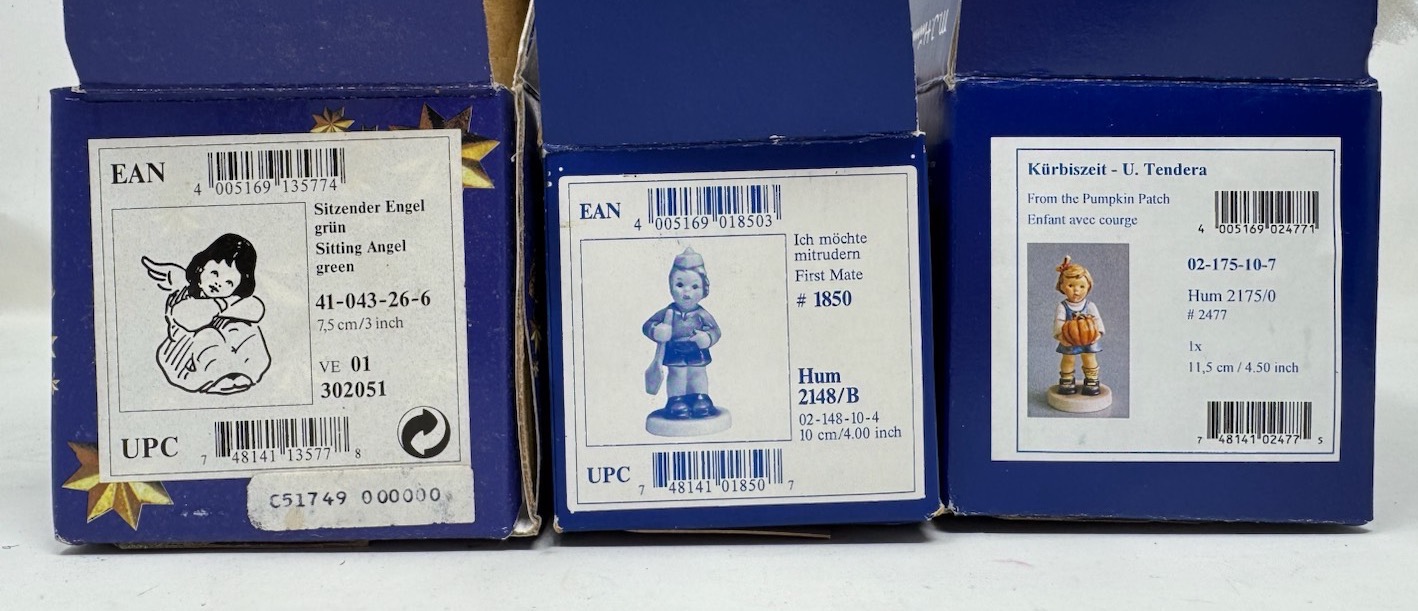 EAN
4 005169 135774
Sitzender Engel
grün
Sitting Angel
green
41-043-26-6
7,5 cm/3 inch
VE 01
302051
UPC
7 48141 13577 8
C51749 000000
EAN
4 005169 018503
Ich möchte
mitrudern
First Mate
# 1850
Hum
2148/B
02-148-10-4
10 cm/4.00 inch
UPC
7 48141 01850 7
Kürbiszeit - U. Tendera
From the Pumpkin Patch
Enfant avec courge
4 005169 024771
02-175-10-7
Hum 2175/0
# 2477
1x
11,5 cm / 4.50 inch
7 48141 02477 5